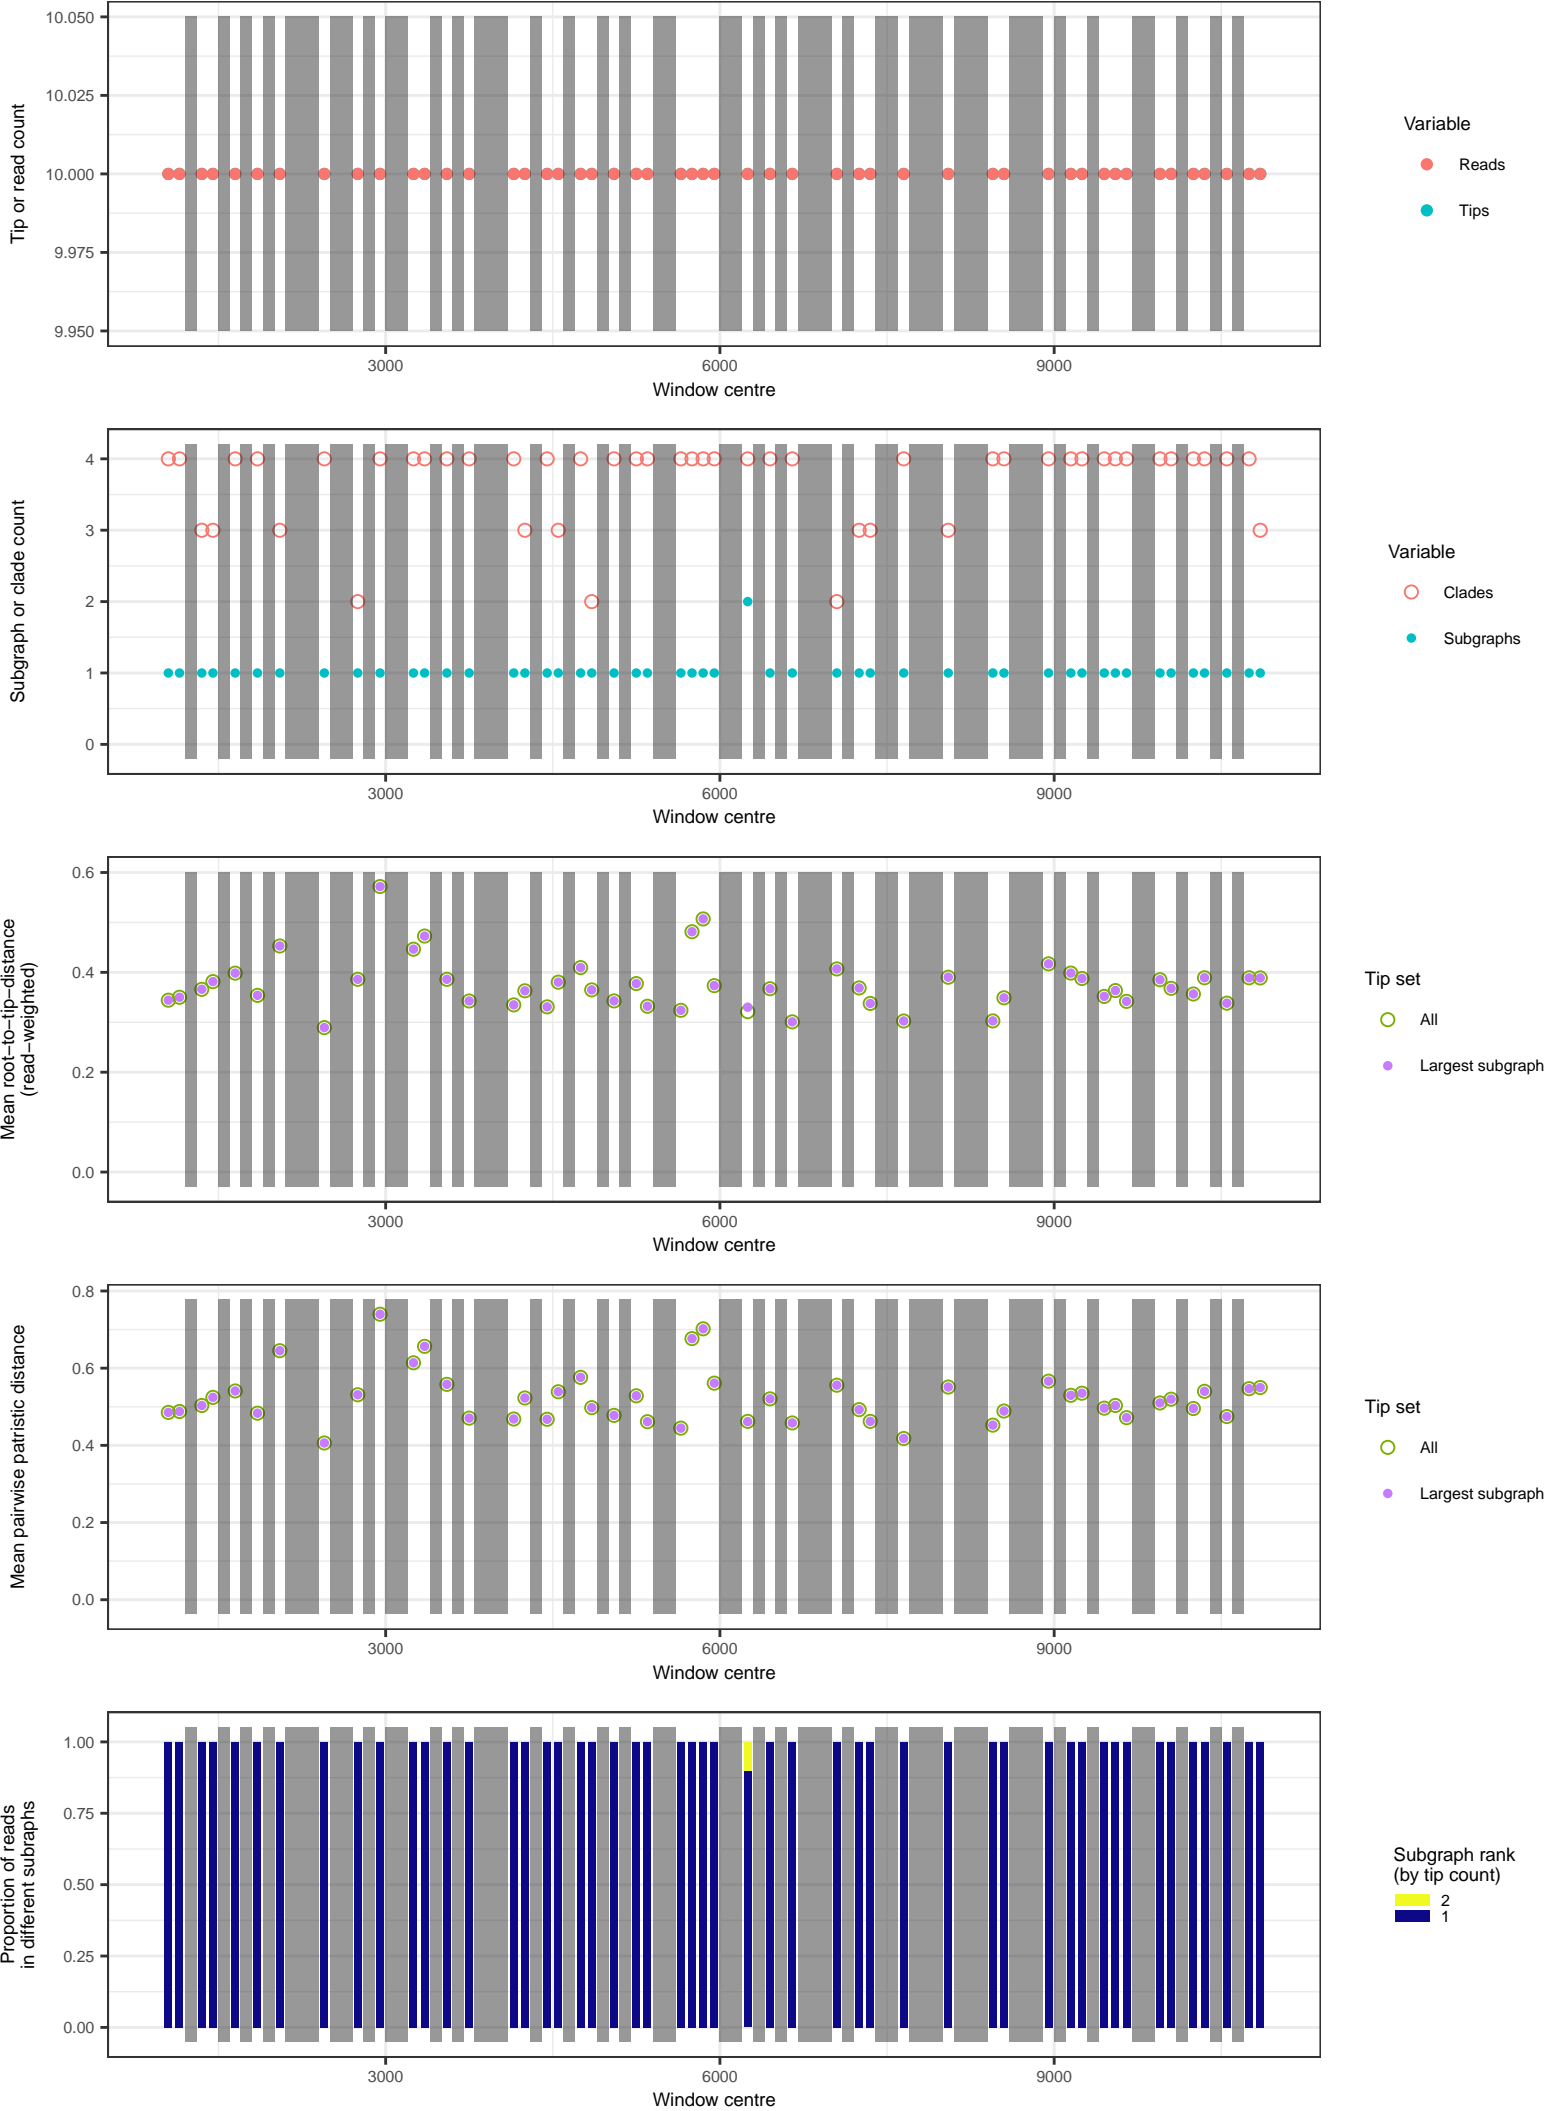 10.050
10.025
10.000
9.975
9.950
Tip or read count
3000 6000 9000
Window centre
Variable
Reads
Tips
4
3
2
1
0
Subgraph or clade count
3000 6000 9000
Window centre
Variable
Clades
Subgraphs
0.6
0.4
0.2
0.0
Mean root−to−tip−distance
(read−weighted)
3000 6000 9000
Window centre
Tip set
All
Largest subgraph
0.8
0.6
0.4
0.2
0.0
Mean pairwise patristic distance
3000 6000 9000
Window centre
Tip set
All
Largest subgraph
1.00
0.75
0.50
0.25
0.00
Proportion of reads
in different subraphs
3000 6000 9000
Window centre
Subgraph rank
(by tip count)
2
1